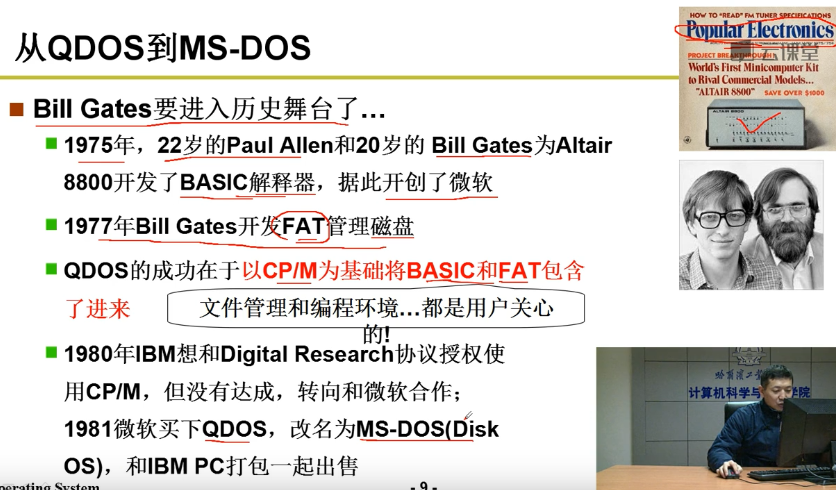 从QDOS到MS-DOS
HOW TO "READ" FM TUNER SPECIFICATIONS
Popular Electronics
PROJECT BREAKTHROUGH
World's First Minicomputer Kit
to Rival Commercial Models...
"ALTAIR 8800" SAVE OVER $1000
ALTAIR 8800
云课堂
Bill Gates要进入历史舞台了…
1975年，22岁的Paul Allen和20岁的 Bill Gates为Altair
8800开发了BASIC解释器，据此开创了微软
1977年Bill Gates开发FAT管理磁盘
QDOS的成功在于以CP/M为基础将BASIC和FAT包含
了进来
文件管理和编程环境…都是用户关心
的!
1980年IBM想和Digital Research协议授权使
用CP/M，但没有达成，转向和微软合作；
1981微软买下QDOS，改名为MS-DOS(Disk
OS)，和IBM PC打包一起出售
计算机科学与
学院
perating System
- 9 -